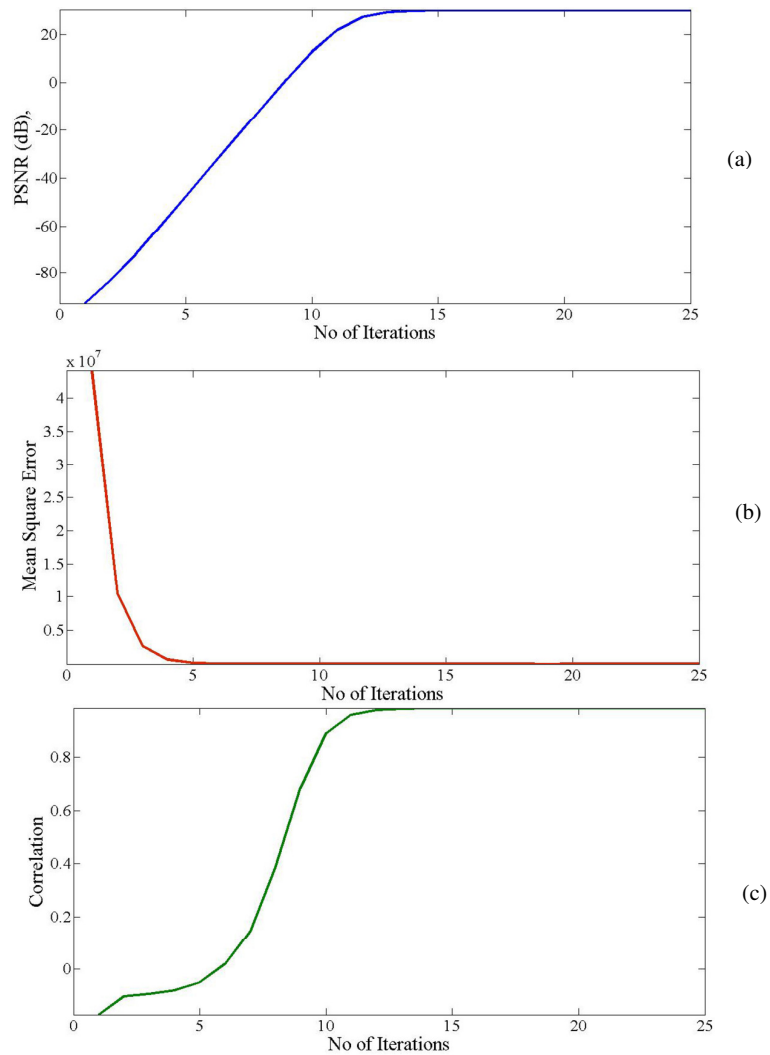 20
0
-20
-40
-60
-80
PSNR (dB),
0 5 10 15 20 25
No of Iterations
(a)
x 10^7
4
3.5
3
2.5
2
1.5
1
0.5
Mean Square Error
0 5 10 15 20 25
No of Iterations
(b)
0.8
0.6
0.4
0.2
0
Correlation
0 5 10 15 20 25
No of Iterations
(c)